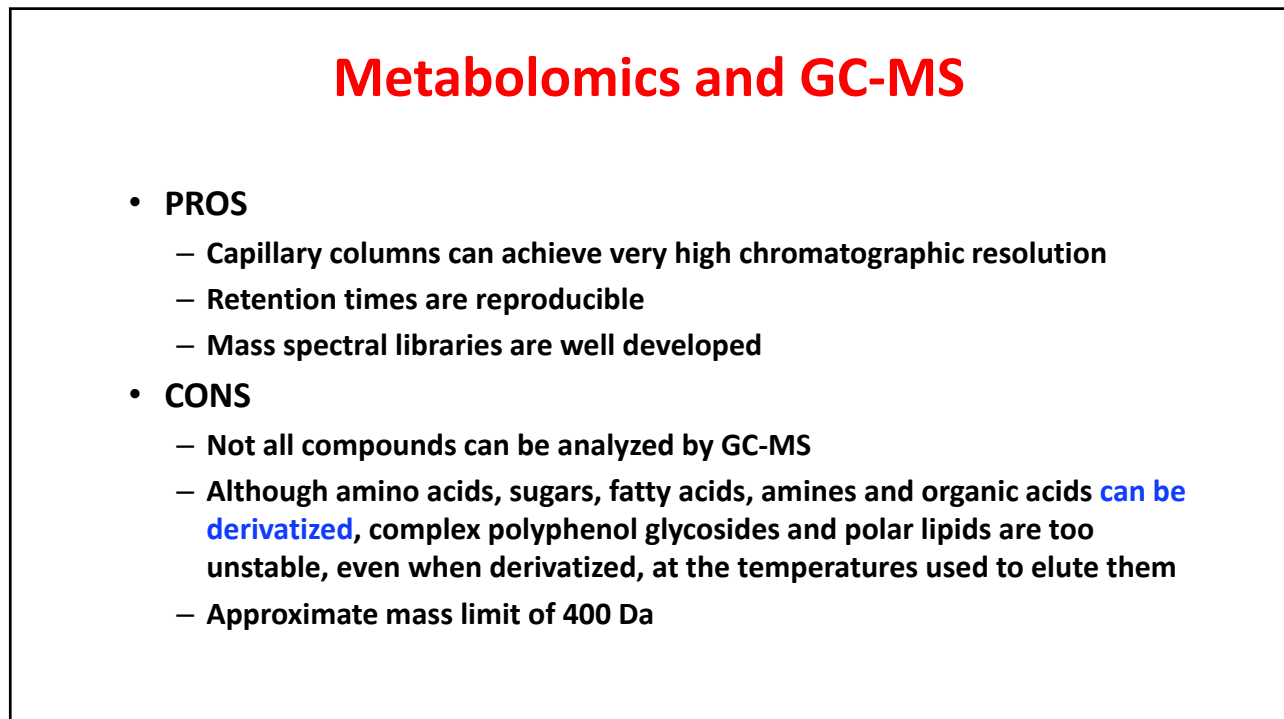 Metabolomics and GC-MS
• PROS
– Capillary columns can achieve very high chromatographic resolution
– Retention times are reproducible
– Mass spectral libraries are well developed
• CONS
– Not all compounds can be analyzed by GC-MS
– Although amino acids, sugars, fatty acids, amines and organic acids can be
derivatized, complex polyphenol glycosides and polar lipids are too
unstable, even when derivatized, at the temperatures used to elute them
– Approximate mass limit of 400 Da